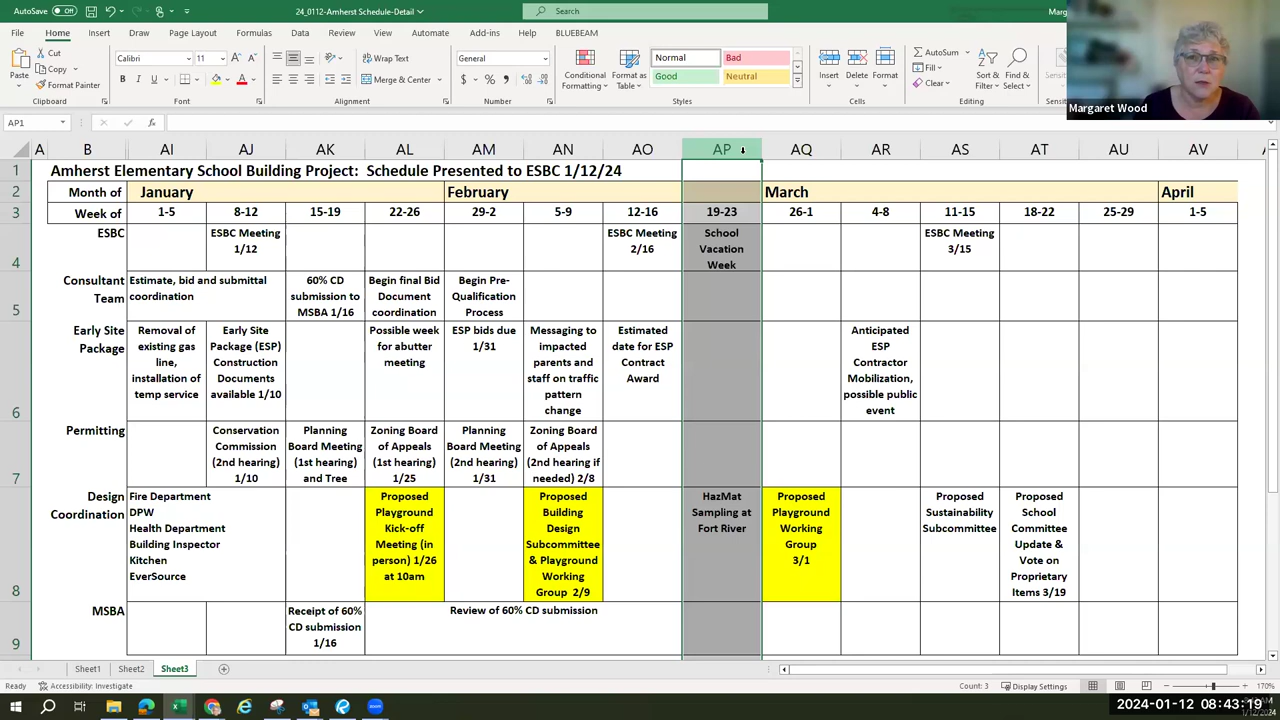 AutoSave Off 24_0112-Amherst Schedule-Detail Search Marg
File Home Insert Draw Page Layout Formulas Data Review View Automate Add-ins Help BLUEBEAM
Paste Cut Copy Format Painter Clipboard
Calibri 11 A A B I U A Font
Wrap Text Merge & Center Alignment
General $ % , Number
Conditional Formatting Format as Table Normal Bad Good Neutral Styles
Insert Delete Format Cells
AutoSum Fill Clear Sort & Filter Find & Select Editing
Margaret Wood
AP1 fx
A B AI AJ AK AL AM AN AO AP AQ AR AS AT AU AV
1 Amherst Elementary School Building Project: Schedule Presented to ESBC 1/12/24
2 Month of January February March April
3 Week of 1-5 8-12 15-19 22-26 29-2 5-9 12-16 19-23 26-1 4-8 11-15 18-22 25-29 1-5
4 ESBC
ESBC Meeting
1/12
ESBC Meeting
2/16
School
Vacation
Week
ESBC Meeting
3/15
5 Consultant
Team
Estimate, bid and submittal
coordination
60% CD
submission to
MSBA 1/16
Begin final Bid
Document
coordination
Begin Pre-
Qualification
Process
6 Early Site
Package
Removal of
existing gas
line,
installation of
temp service
Early Site
Package (ESP)
Construction
Documents
available 1/10
Possible week
for abutter
meeting
ESP bids due
1/31
Messaging to
impacted
parents and
staff on traffic
pattern
change
Estimated
date for ESP
Contract
Award
Anticipated
ESP
Contractor
Mobilization,
possible public
event
7 Permitting
Conservation
Commission
(2nd hearing)
1/10
Planning
Board Meeting
(1st hearing)
and Tree
Zoning Board
of Appeals
(1st hearing)
1/25
Planning
Board Meeting
(2nd hearing)
1/31
Zoning Board
of Appeals
(2nd hearing if
needed) 2/8
8 Design
Coordination
Fire Department
DPW
Health Department
Building Inspector
Kitchen
EverSource
Proposed
Playground
Kick-off
Meeting (in
person) 1/26
at 10am
Proposed
Building
Design
Subcommittee
& Playground
Working
Group 2/9
HazMat
Sampling at
Fort River
Proposed
Playground
Working
Group
3/1
Proposed
Sustainability
Subcommittee
Proposed
School
Committee
Update &
Vote on
Proprietary
Items 3/19
9 MSBA
Receipt of 60%
CD submission
1/16
Review of 60% CD submission
Sheet1 Sheet2 Sheet3
Ready Accessibility: Investigate Count: 3 Display Settings 170%
2024-01-12 08:43:19